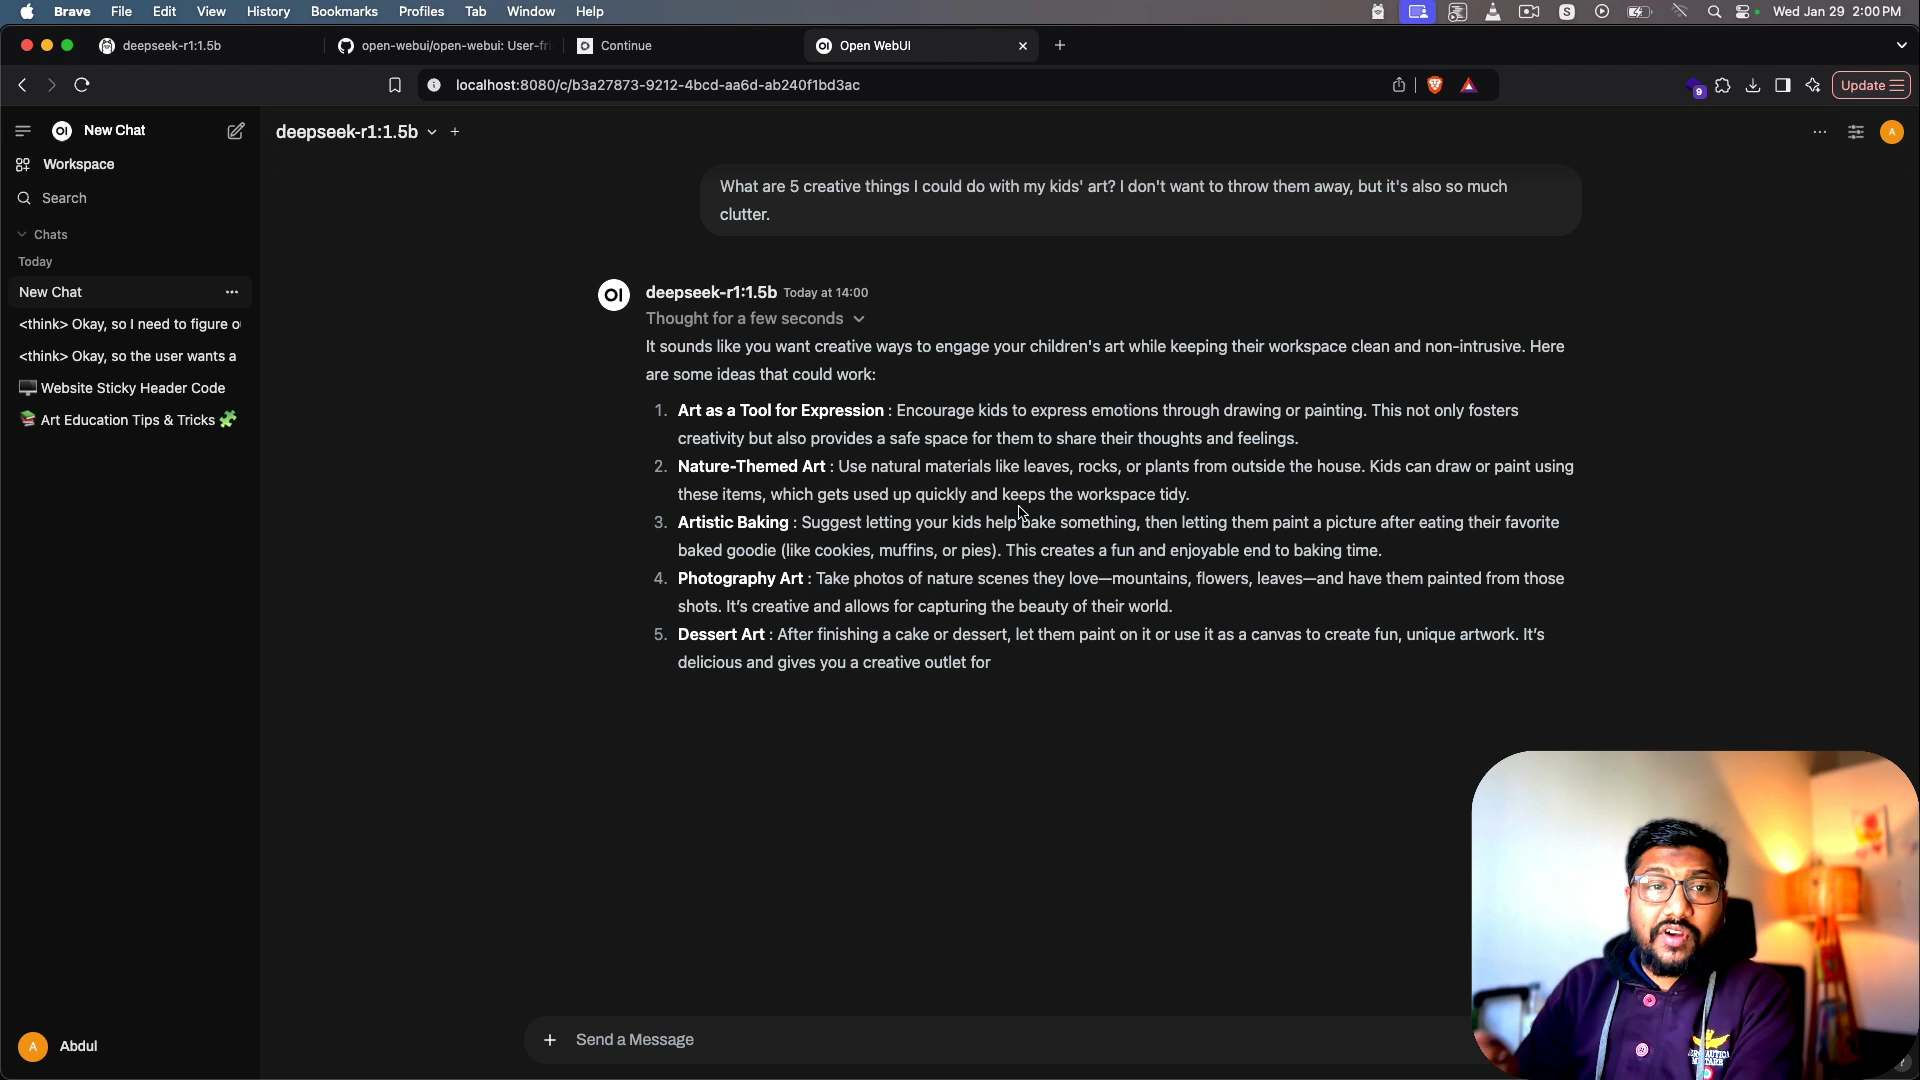 Brave File Edit View History Bookmarks Profiles Tab Window Help Wed Jan 29 2:00 PM
deepseek-r1:1.5b open-webui/open-webui: User-fri Continue Open WebUI
localhost:8080/c/b3a27873-9212-4bcd-aa6d-ab240f1bd3ac 9 Update
OI New Chat
deepseek-r1:1.5b
A
Workspace
Search
Chats
Today
New Chat
<think> Okay, so I need to figure o
<think> Okay, so the user wants a
Website Sticky Header Code
Art Education Tips & Tricks
What are 5 creative things I could do with my kids' art? I don't want to throw them away, but it's also so much
clutter.
OI deepseek-r1:1.5b Today at 14:00
Thought for a few seconds
It sounds like you want creative ways to engage your children's art while keeping their workspace clean and non-intrusive. Here
are some ideas that could work:
1. Art as a Tool for Expression : Encourage kids to express emotions through drawing or painting. This not only fosters
creativity but also provides a safe space for them to share their thoughts and feelings.
2. Nature-Themed Art : Use natural materials like leaves, rocks, or plants from outside the house. Kids can draw or paint using
these items, which gets used up quickly and keeps the workspace tidy.
3. Artistic Baking : Suggest letting your kids help bake something, then letting them paint a picture after eating their favorite
baked goodie (like cookies, muffins, or pies). This creates a fun and enjoyable end to baking time.
4. Photography Art : Take photos of nature scenes they love—mountains, flowers, leaves—and have them painted from those
shots. It’s creative and allows for capturing the beauty of their world.
5. Dessert Art : After finishing a cake or dessert, let them paint on it or use it as a canvas to create fun, unique artwork. It’s
delicious and gives you a creative outlet for
Send a Message
A Abdul